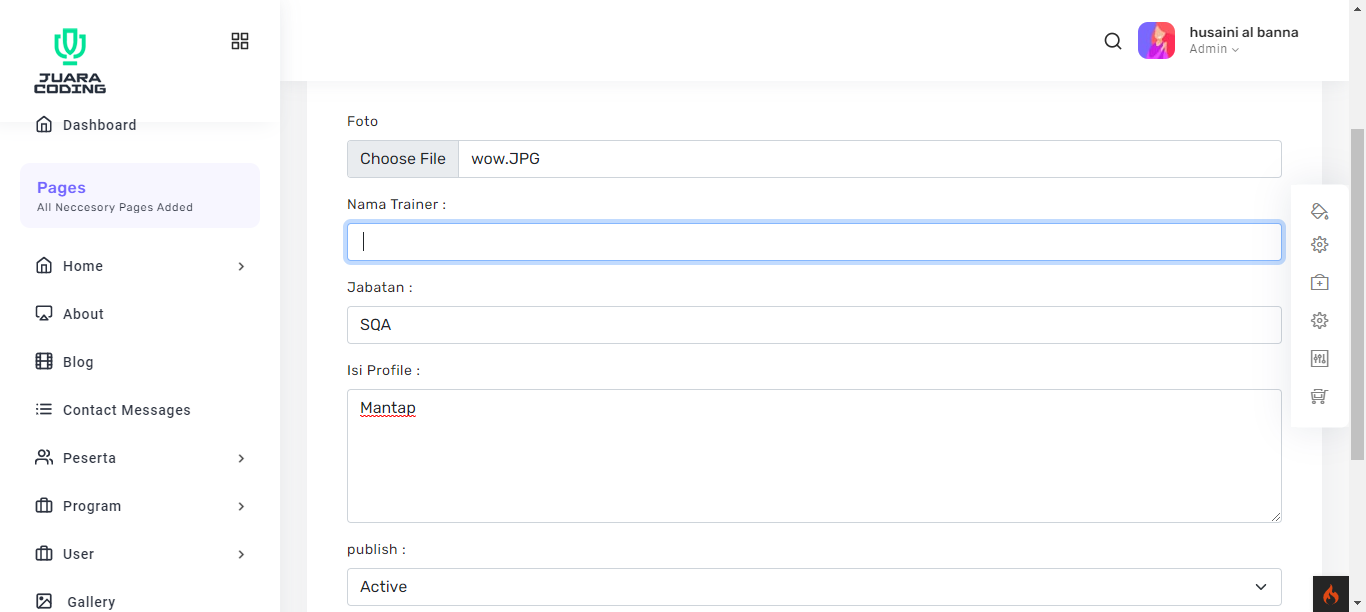 JUARA
CODING
husaini al banna
Admin
Dashboard
Pages
All Neccesory Pages Added
Home
About
Blog
Contact Messages
Peserta
Program
User
Gallery
Foto
Choose File wow.JPG
Nama Trainer :
Jabatan :
SQA
Isi Profile :
Mantap
publish :
Active